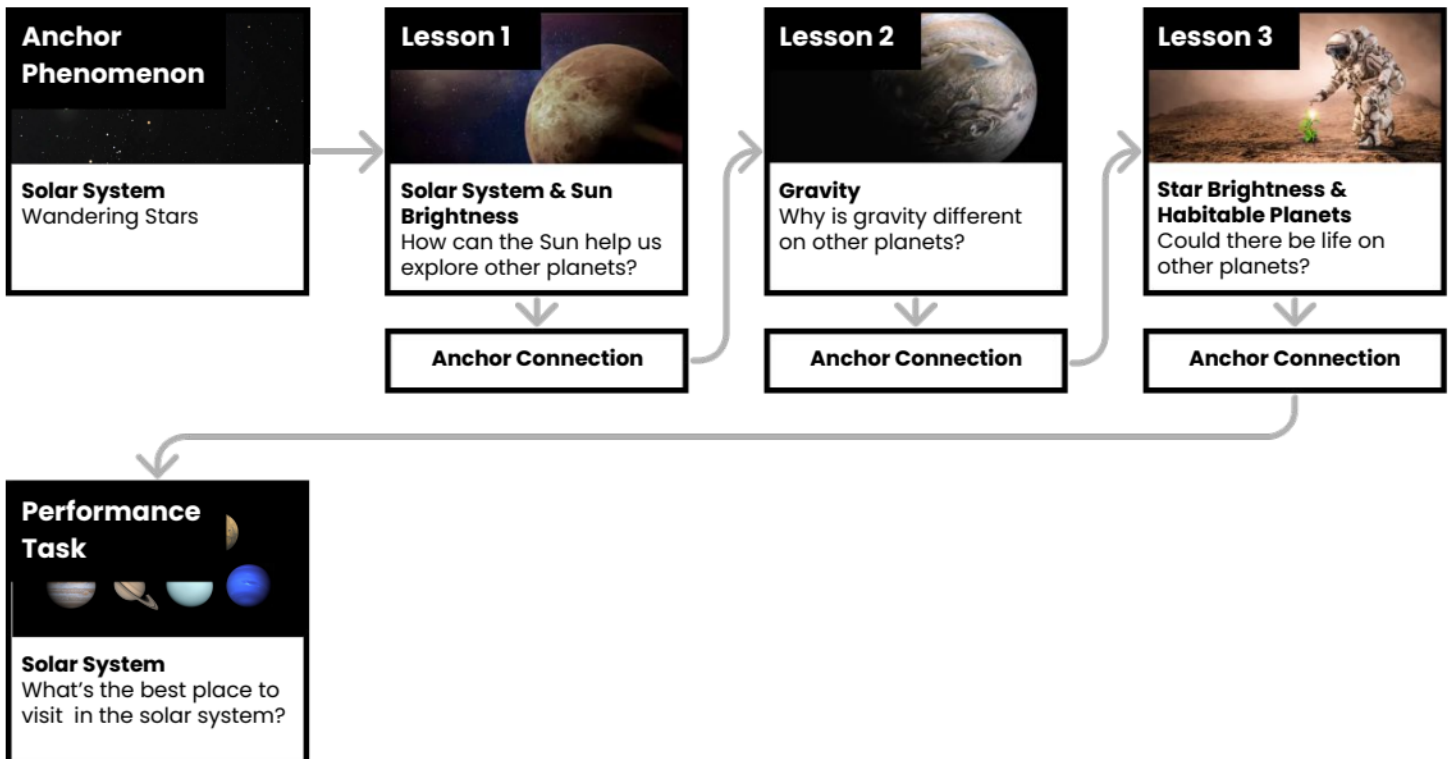 Anchor
Phenomenon
Solar System
Wandering Stars
Lesson 1
Solar System & Sun
Brightness
How can the Sun help us
explore other planets?
Anchor Connection
Lesson 2
Gravity
Why is gravity different
on other planets?
Anchor Connection
Lesson 3
Star Brightness &
Habitable Planets
Could there be life on
other planets?
Anchor Connection
Performance
Task
Solar System
What's the best place to
visit  in the solar system?